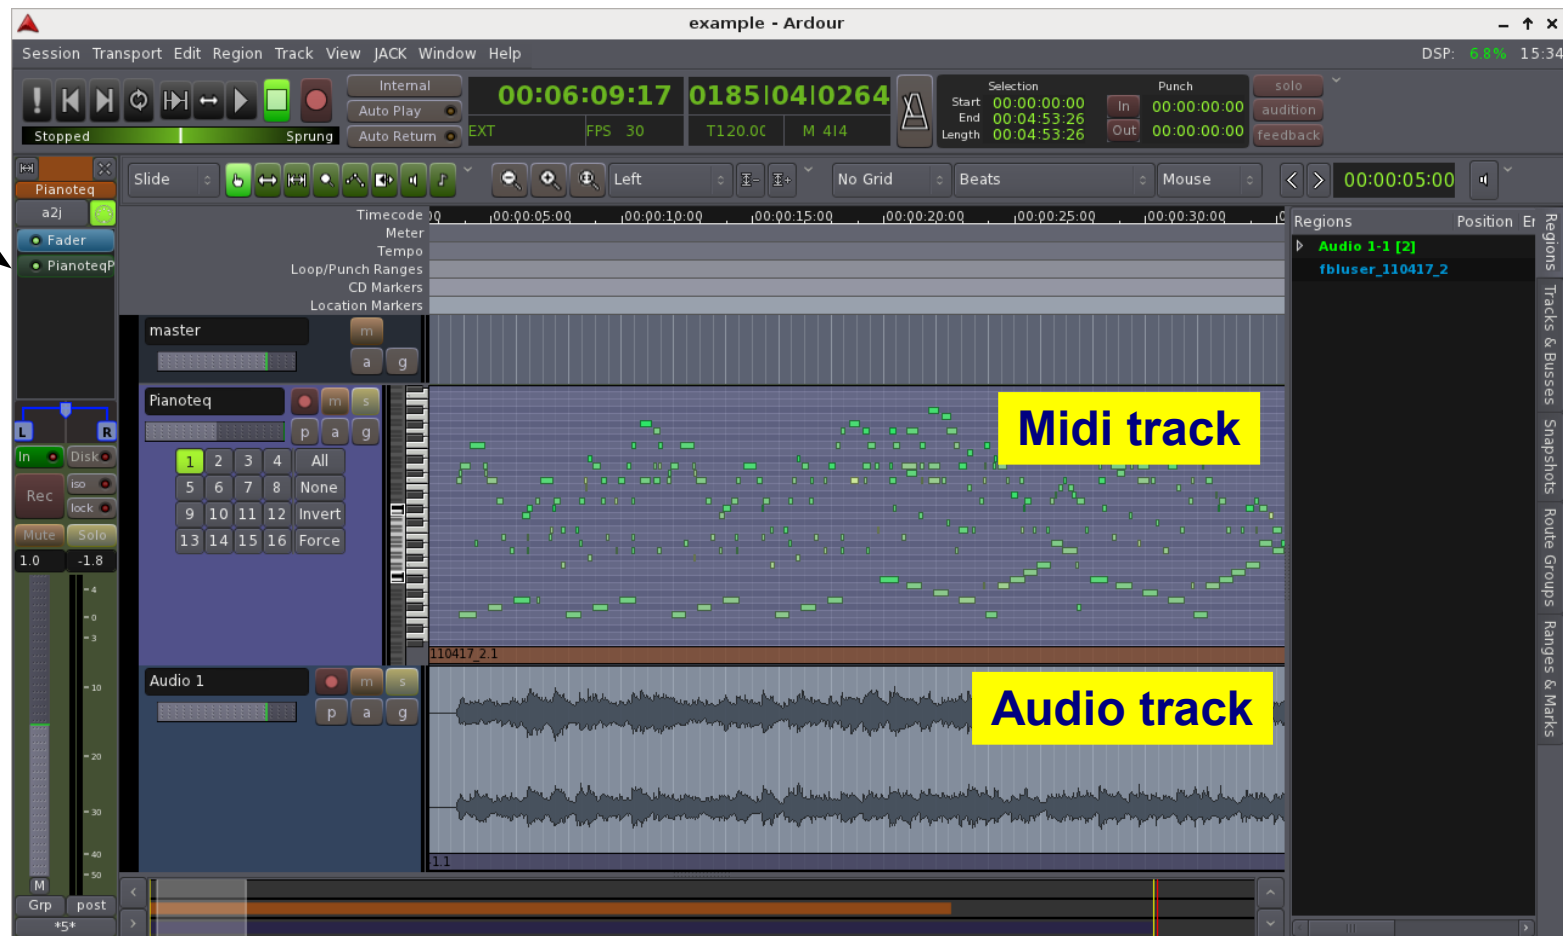 example - Ardour
Session Transport Edit Region Track View JACK Window Help
DSP: 6.8% 15:34
Internal
Auto Play
Auto Return
Stopped
Sprung
00:06:09:17
EXT
FPS 30
0185|04|0264
T120.00
M 4|4
Selection
Start 00:00:00:00
End 00:04:53:26
Length 00:04:53:26
Punch
In 00:00:00:00
Out 00:00:00:00
solo
audition
feedback
Pianoteq
a2j
Fader
PianoteqP
Slide
Left
No Grid
Beats
Mouse
00:00:05:00
Timecode
00:00:05:00 00:00:10:00 00:00:15:00 00:00:20:00 00:00:25:00 00:00:30:00
Meter
Tempo
Loop/Punch Ranges
CD Markers
Location Markers
Regions Position
Audio 1-1 [2]
fbluser_110417_2
Regions
Tracks & Busses
Snapshots
Route Groups
Ranges & Marks
master
m
a g
Pianoteq
m s
p a g
1 2 3 4 All
5 6 7 8 None
9 10 11 12 Invert
13 14 15 16 Force
Midi track
110417_2.1
Audio 1
m s
p a g
Audio track
1.1
L R
In Disk
Rec
iso
lock
Mute Solo
1.0 -1.8
-4
-0
-3
-10
-20
-30
-40
-50
M
Grp post
*5*